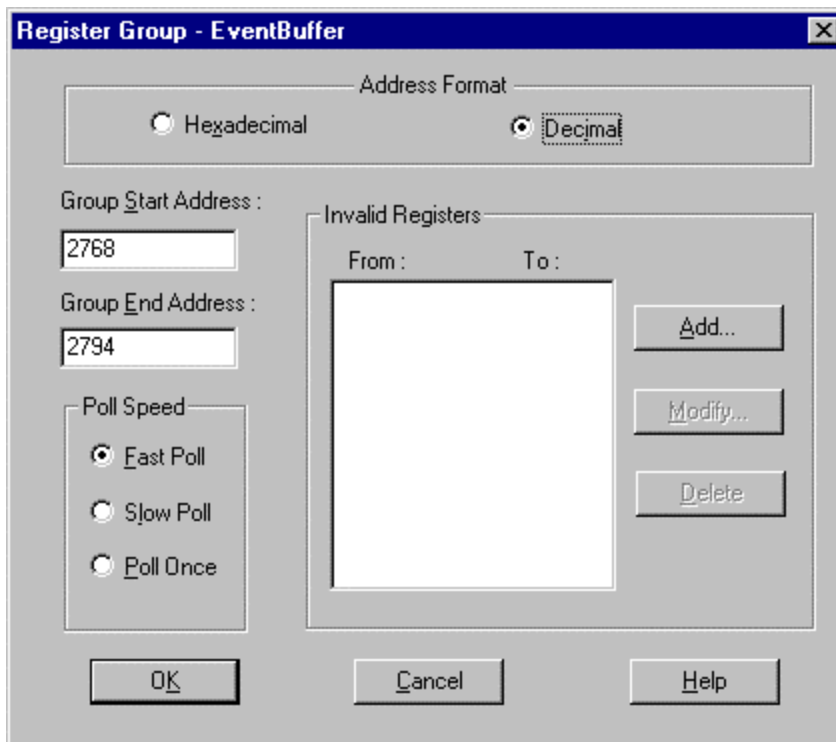 Register Group - EventBuffer
Address Format
Hexadecimal
Decimal
Group Start Address :
2768
Group End Address :
2794
Poll Speed
Fast Poll
Slow Poll
Poll Once
Invalid Registers
From : To :
Add...
Modify...
Delete
OK Cancel Help